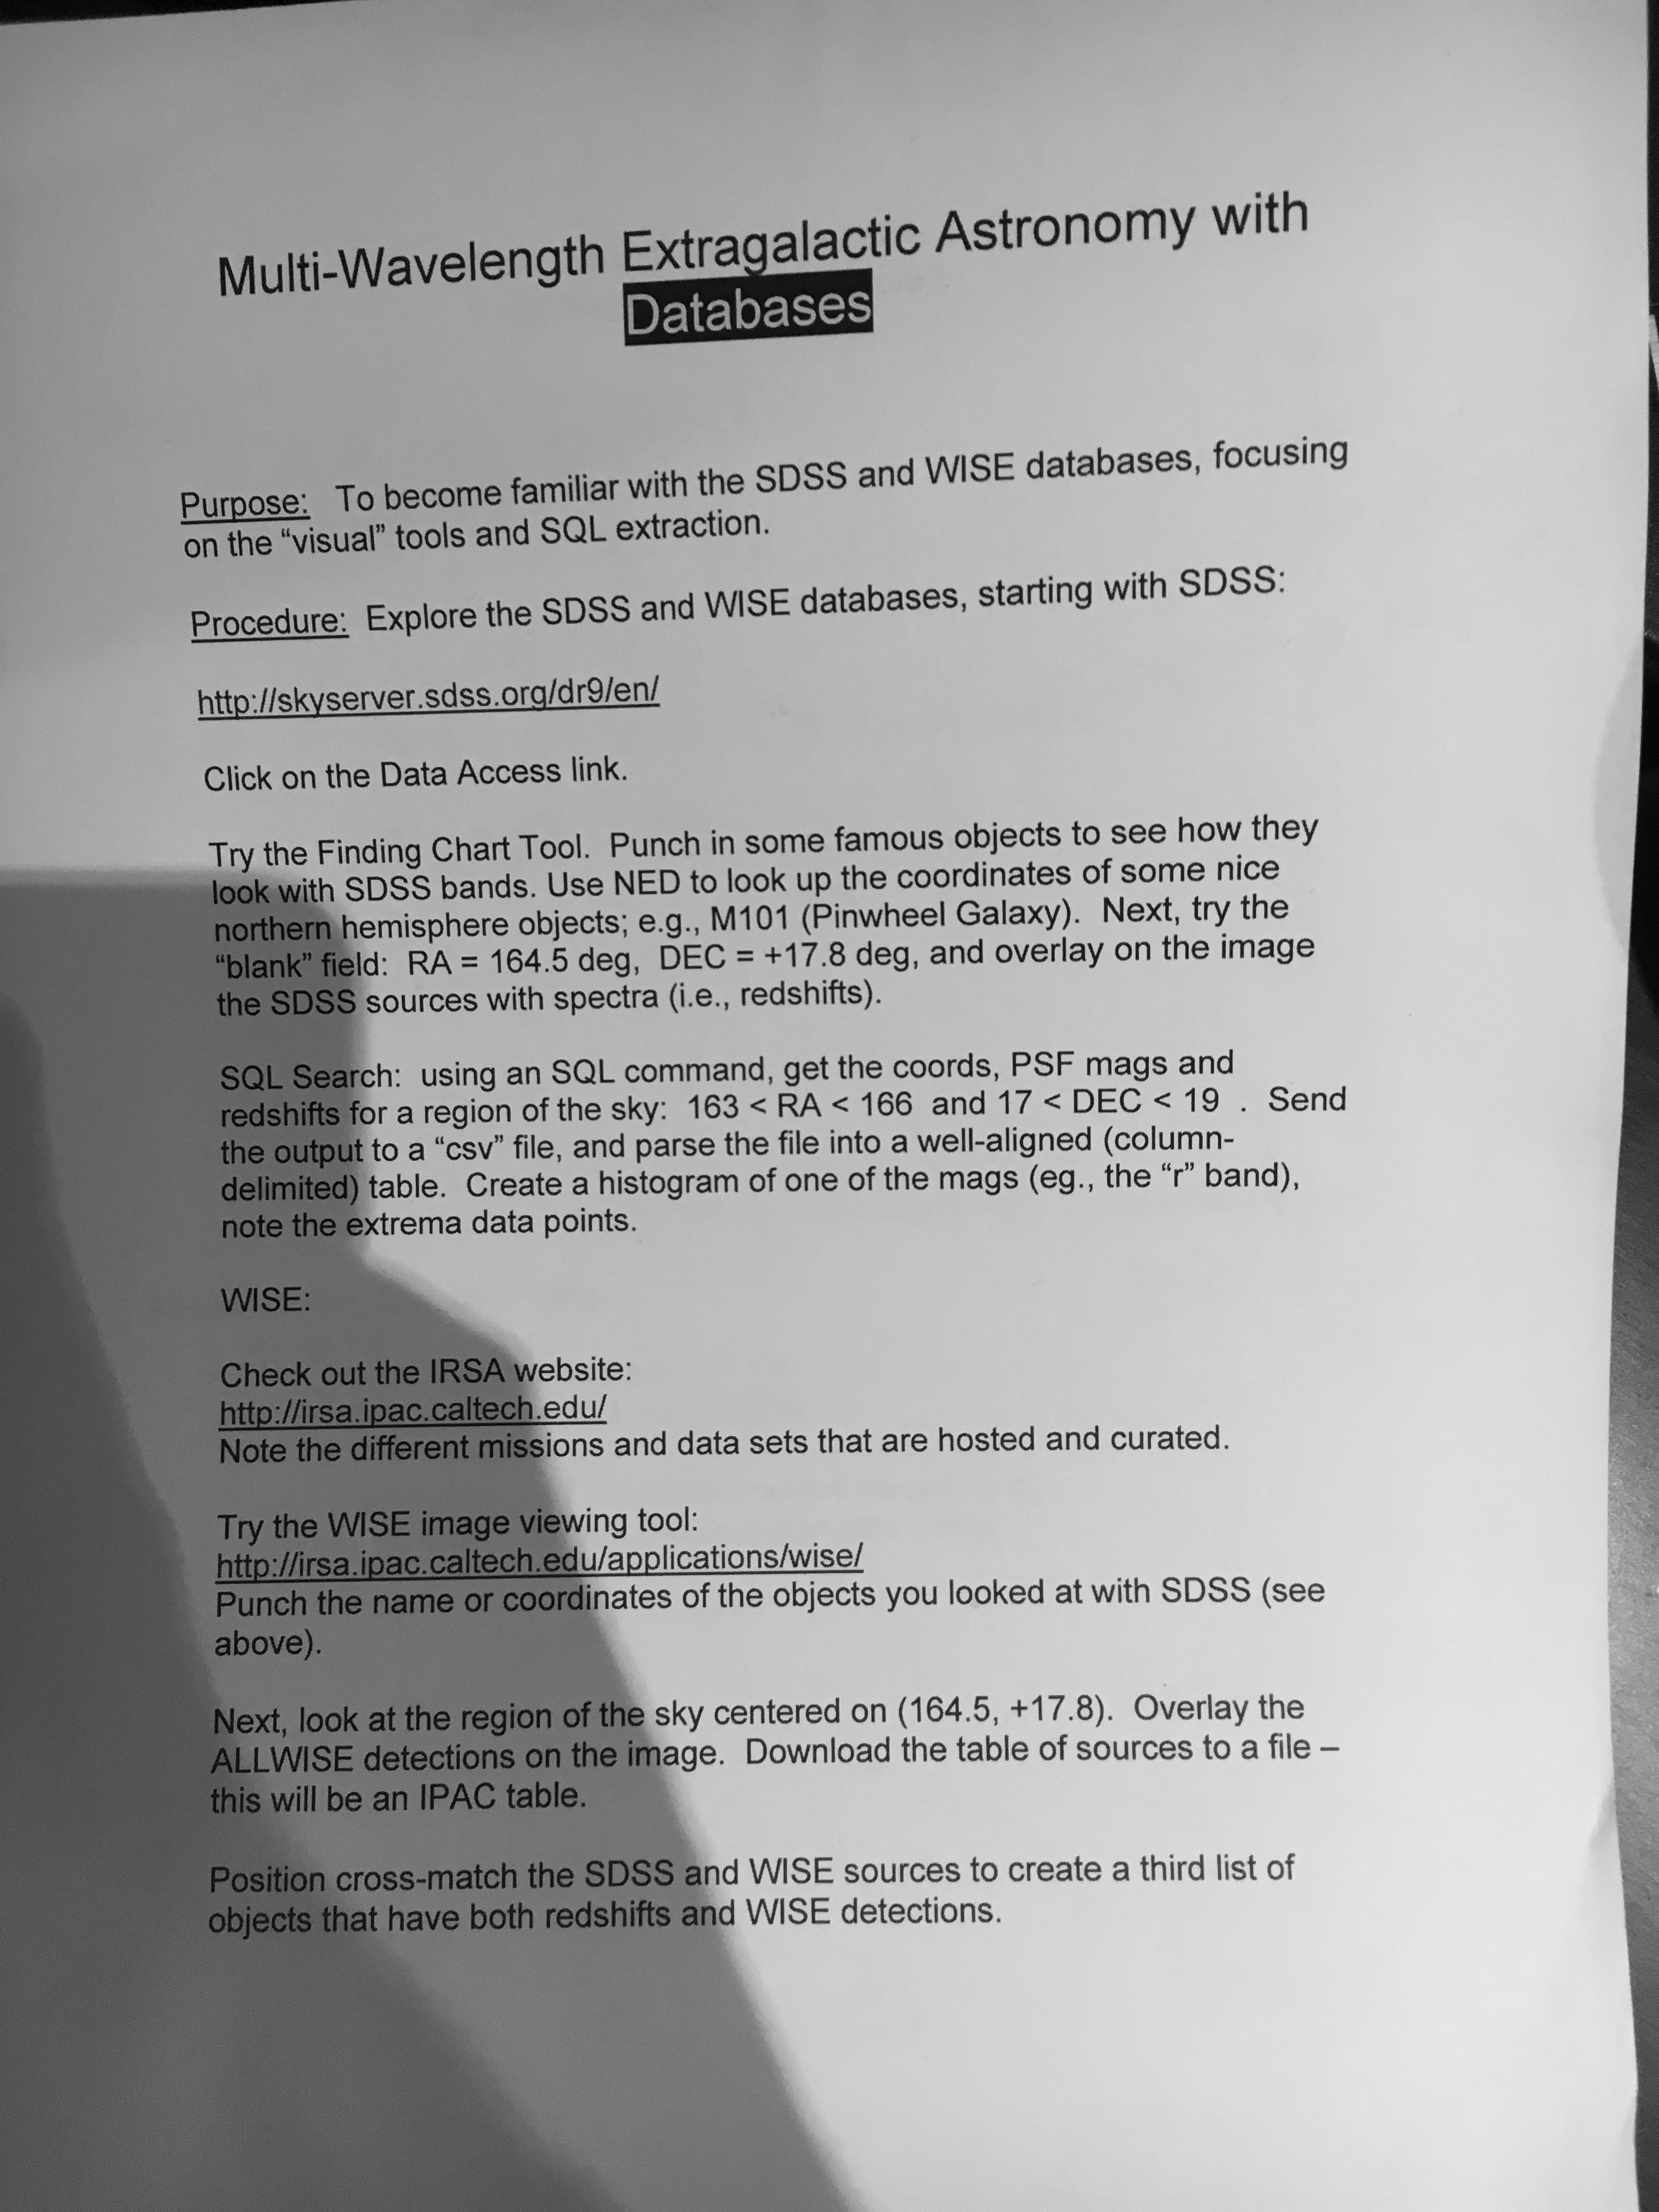 Multi-Wavelength Extragalactic Astronomy with
Databases
Purpose: To become familiar with the SDSS and WISE databases, focusing
on the “visual” tools and SQL extraction.
Procedure: Explore the SDSS and WISE databases, starting with SDSS:
http://skyserver.sdss.org/dr9/en/
Click on the Data Access link.
Try the Finding Chart Tool. Punch in some famous objects to see how they
look with SDSS bands. Use NED to look up the coordinates of some nice
northern hemisphere objects; e.g., M101 (Pinwheel Galaxy). Next, try the
“blank” field: RA = 164.5 deg, DEC = +17.8 deg, and overlay on the image
the SDSS sources with spectra (i.e., redshifts).
SQL Search: using an SQL command, get the coords, PSF mags and
redshifts for a region of the sky: 163 < RA < 166 and 17 < DEC < 19 . Send
the output to a “csv” file, and parse the file into a well-aligned (column-
delimited) table. Create a histogram of one of the mags (eg., the “r” band),
note the extrema data points.
WISE:
Check out the IRSA website:
http://irsa.ipac.caltech.edu/
Note the different missions and data sets that are hosted and curated.
Try the WISE image viewing tool:
http://irsa.ipac.caltech.edu/applications/wise/
Punch the name or coordinates of the objects you looked at with SDSS (see
above).
Next, look at the region of the sky centered on (164.5, +17.8). Overlay the
ALLWISE detections on the image. Download the table of sources to a file –
this will be an IPAC table.
Position cross-match the SDSS and WISE sources to create a third list of
objects that have both redshifts and WISE detections.